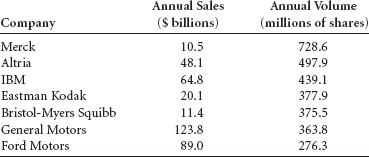 Annual Sales Annual Volume
Company ($ billions) (millions of shares)
Merck 10.5 728.6
Altria 48.1 497.9
IBM 64.8 439.1
Eastman Kodak 20.1 377.9
Bristol-Myers Squibb 11.4 375.5
General Motors 123.8 363.8
Ford Motors 89.0 276.3